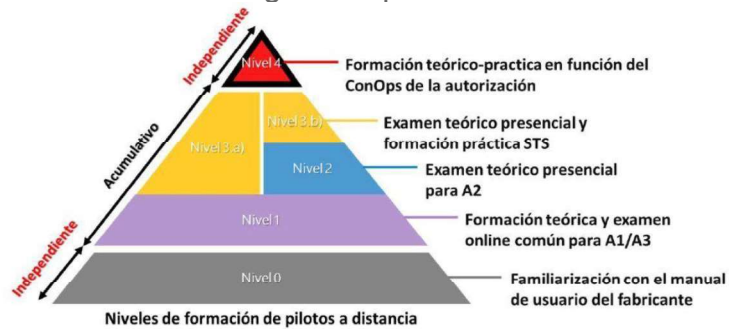 Independiente
Nivel 4
Formación teórico-practica en función del
ConOps de la autorización
Acumulativo
Nivel 3.a)
Nivel 3.b)
Examen teórico presencial y
formación práctica STS
Nivel 2
Examen teórico presencial
para A2
Nivel 1
Formación teórica y examen
online común para A1/A3
Independiente
Nivel 0
Familiarización con el manual
de usuario del fabricante
Niveles de formación de pilotos a distancia